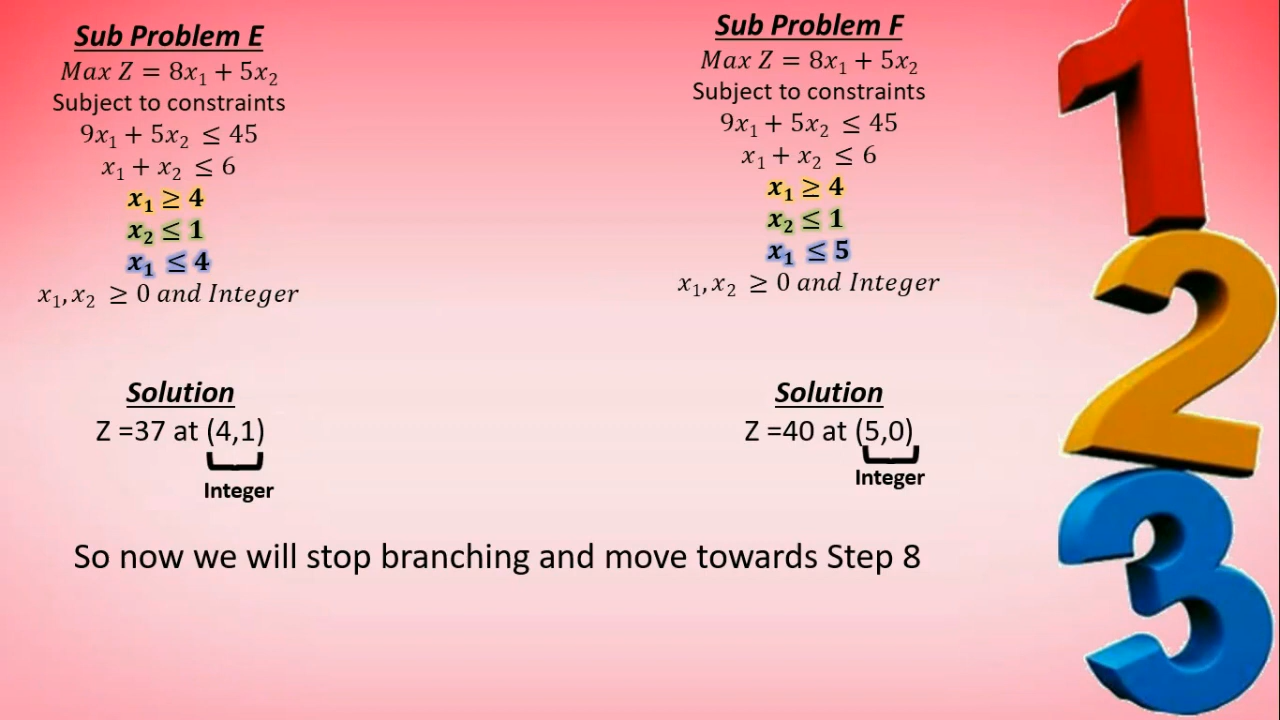 Sub Problem E
Max Z = 8x₁ + 5x₂
Subject to constraints
9x₁ + 5x₂ ≤ 45
x₁ + x₂ ≤ 6
x₁ ≥ 4
x₂ ≤ 1
x₁ ≤ 4
x₁, x₂ ≥ 0 and Integer
Solution
Z =37 at (4,1)
Integer
Sub Problem F
Max Z = 8x₁ + 5x₂
Subject to constraints
9x₁ + 5x₂ ≤ 45
x₁ + x₂ ≤ 6
x₁ ≥ 4
x₂ ≤ 1
x₁ ≤ 5
x₁, x₂ ≥ 0 and Integer
Solution
Z =40 at (5,0)
Integer
So now we will stop branching and move towards Step 8
1
2
3